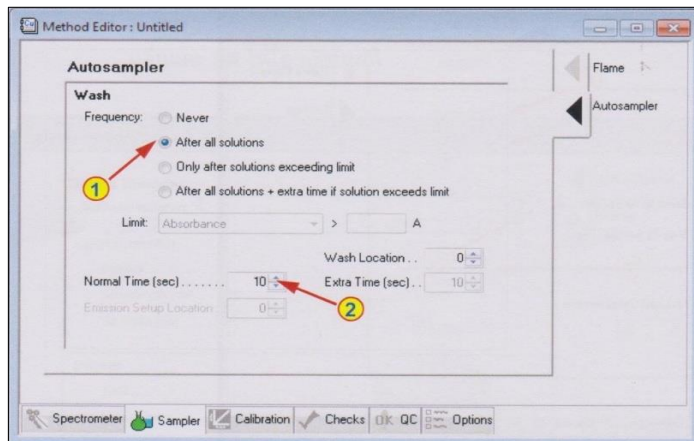 Method Editor : Untitled
Autosampler
Flame
Autosampler
Wash
Frequency: Never
After all solutions
Only after solutions exceeding limit
After all solutions + extra time if solution exceeds limit
1
Limit: Absorbance > A
Wash Location . . 0
Normal Time (sec) . . . . . . . 10 Extra Time (sec) . . 10
Emission Setup Location 0
2
Spectrometer Sampler Calibration Checks OK QC Options